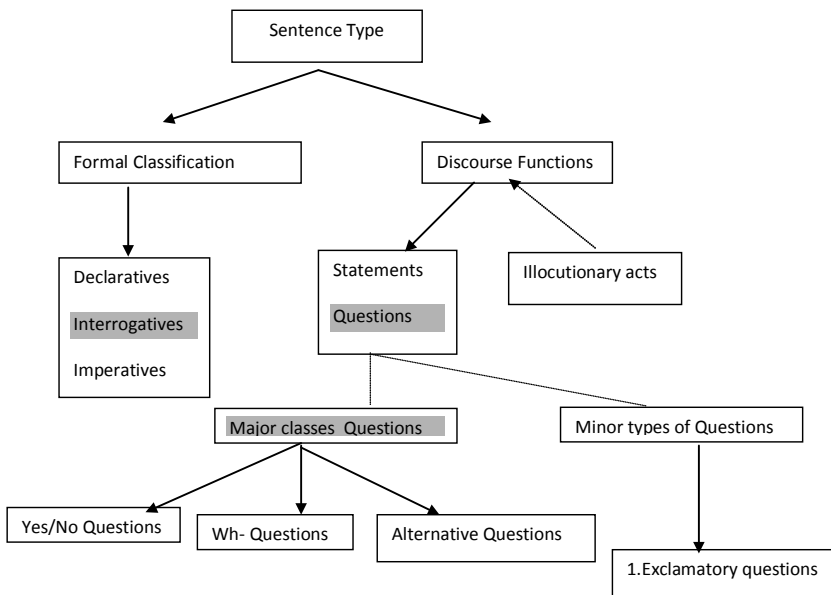 Sentence Type
Formal Classification
Discourse Functions
Declaratives
Interrogatives
Imperatives
Statements
Questions
Illocutionary acts
Major classes Questions
Minor types of Questions
Yes/No Questions
Wh- Questions
Alternative Questions
1.Exclamatory questions